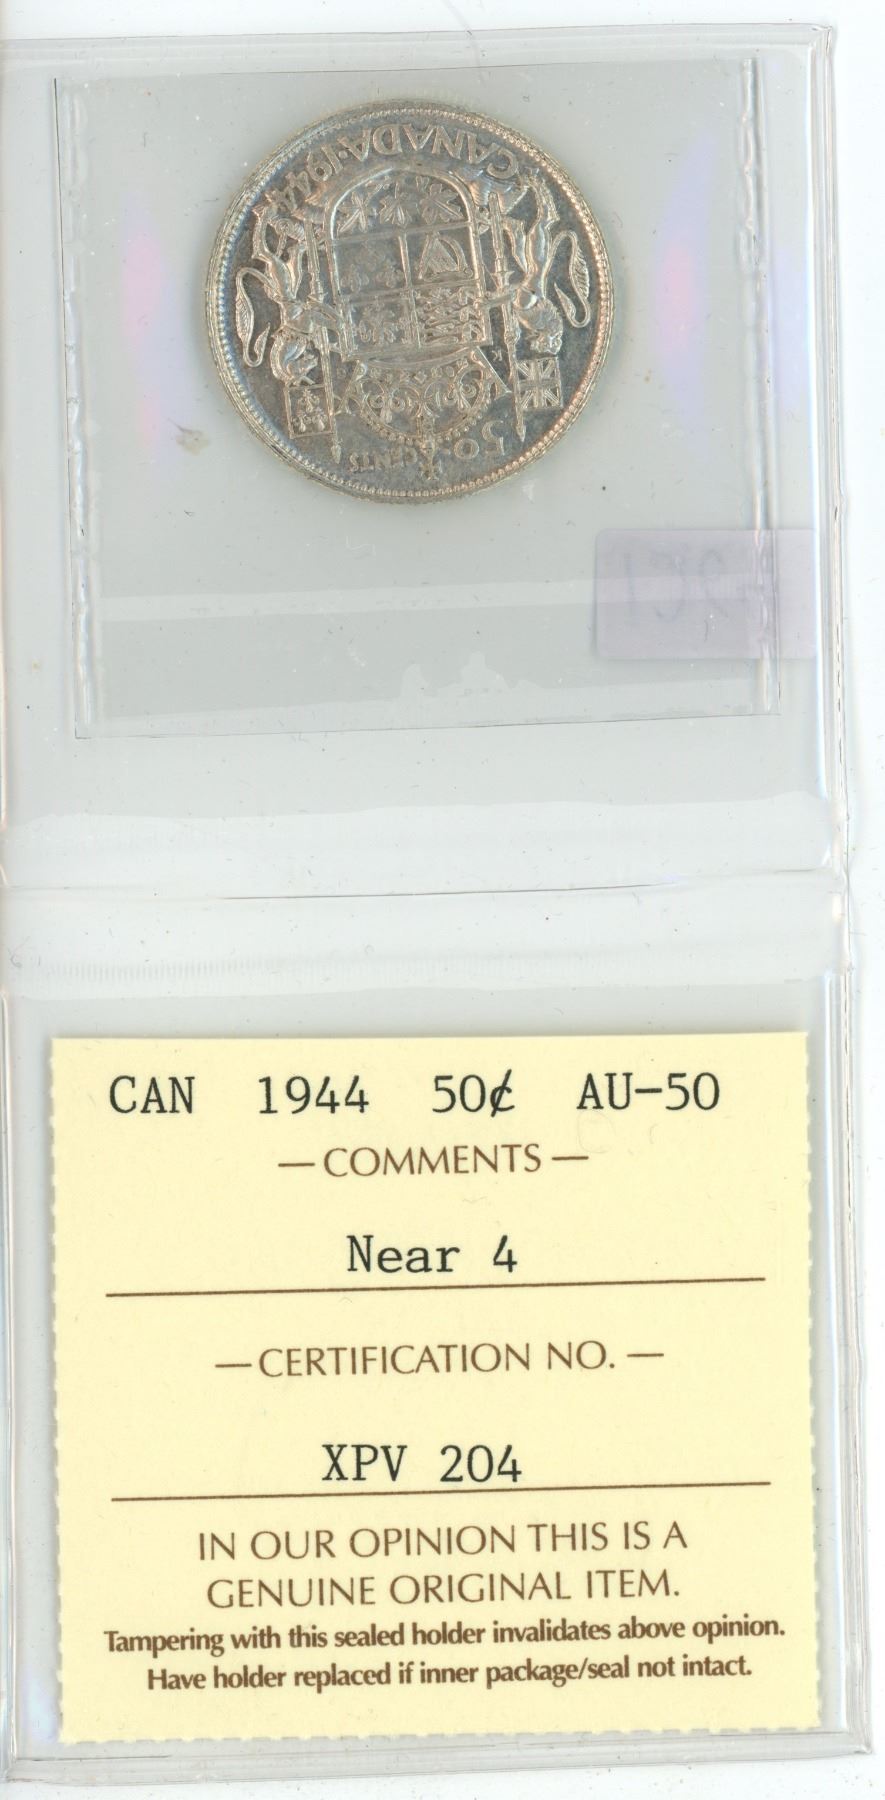 CANADA·1944
K
50 CENTS
CAN 1944 50¢ AU-50
— COMMENTS —
Near 4
— CERTIFICATION NO. —
XPV 204
IN OUR OPINION THIS IS A
GENUINE ORIGINAL ITEM.
Tampering with this sealed holder invalidates above opinion.
Have holder replaced if inner package/seal not intact.